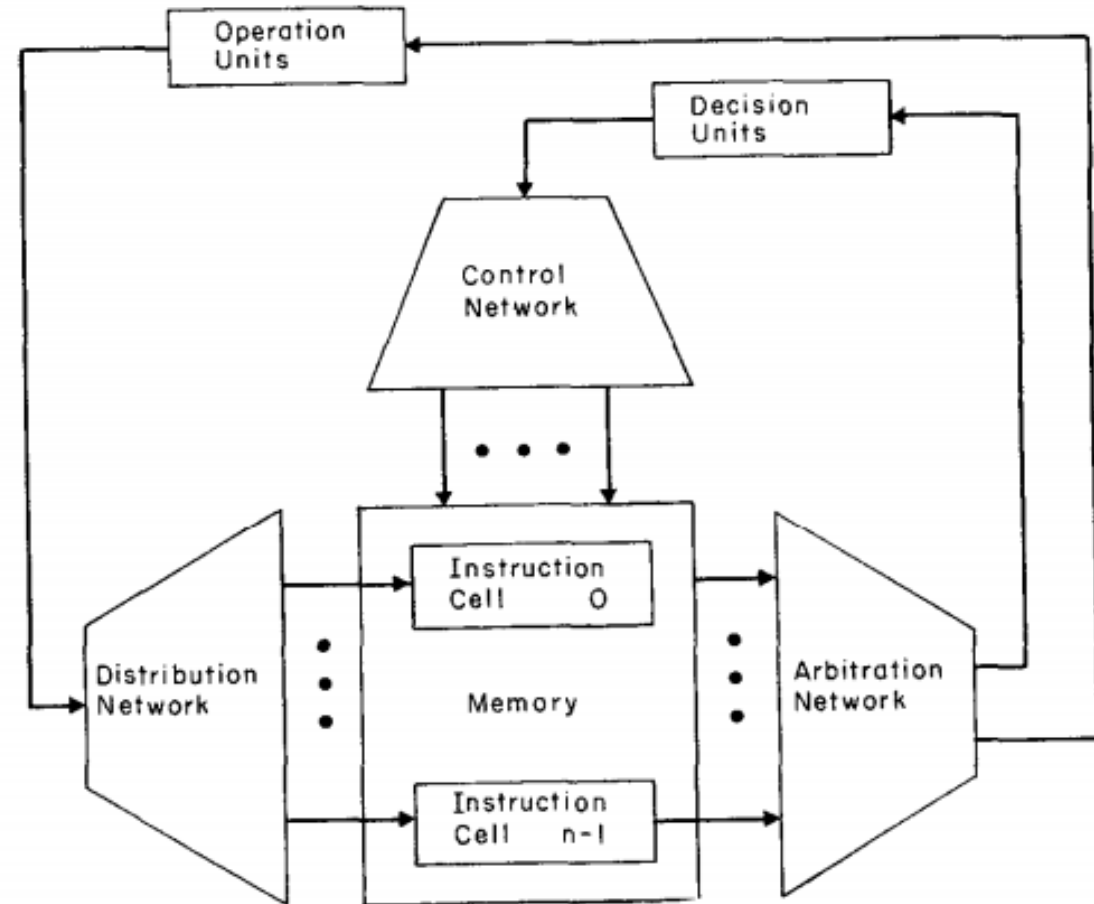 Operation
Units
Decision
Units
Control
Network
Instruction
Cell 0
Distribution
Network
Memory
Arbitration
Network
Instruction
Cell n-1